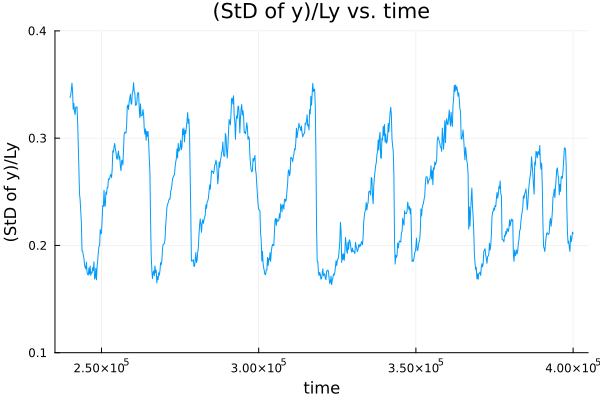 (StD of y)/Ly vs. time
(StD of y)/Ly
0.4
0.3
0.2
0.1
2.50×10⁵ 3.00×10⁵ 3.50×10⁵ 4.00×10⁵
time